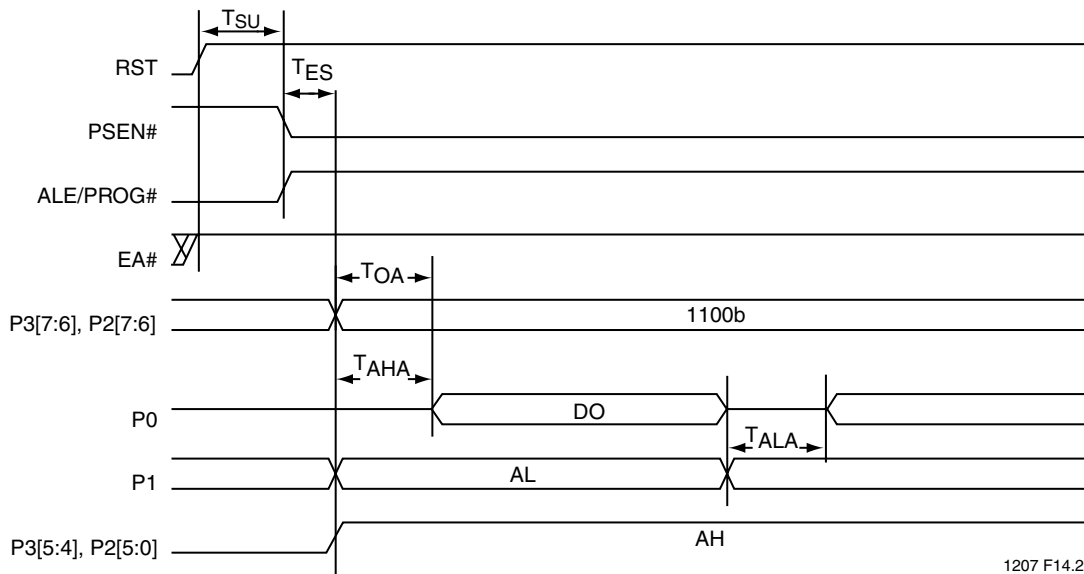 TSU
RST
TES
PSEN#
ALE/PROG#
EA#
TOA
P3[7:6], P2[7:6]
1100b
TAHA
P0
DO
TALA
P1
AL
P3[5:4], P2[5:0]
AH
1207 F14.2